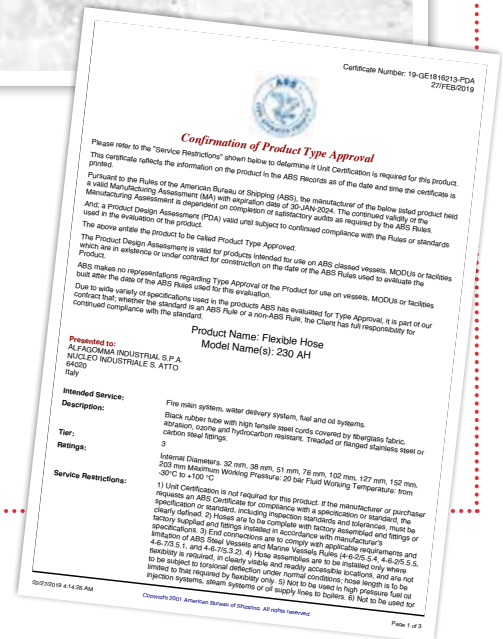 Certificate Number: 19-GE1816213-PDA
27/FEB/2019
ABS
Confirmation of Product Type Approval
Please refer to the "Service Restrictions" shown below to determine if Unit Certification is required for this product.
This certificate reflects the information on the product in the ABS Records as of the date and time the certificate is
printed.
Pursuant to the Rules of the American Bureau of Shipping (ABS), the manufacturer of the below listed product held
a valid Manufacturing Assessment (MA) with expiration date of 30-JAN-2024. The continued validity of the
Manufacturing Assessment is dependent on completion of satisfactory audits as required by the ABS Rules.
And; a Product Design Assessment (PDA) valid until subject to continued compliance with the Rules or standards
used in the evaluation of the product.
The above entitle the product to be called Product Type Approved.
The Product Design Assessment is valid for products intended for use on ABS classed vessels, MODUs or facilities
which are in existence or under contract for construction on the date of the ABS Rules used to evaluate the
Product.
ABS makes no representations regarding Type Approval of the Product for use on vessels, MODUs or facilities
built after the date of the ABS Rules used for this evaluation.
Due to wide variety of specifications used in the products ABS has evaluated for Type Approval, it is part of our
contract that; whether the standard is an ABS Rule or a non-ABS Rule, the Client has full responsibility for
continued compliance with the standard.
Product Name: Flexible Hose
Model Name(s): 230 AH
Presented to:
ALFAGOMMA INDUSTRIAL S.P.A.
NUCLEO INDUSTRIALE S. ATTO
64020
Italy
Intended Service: Fire main system, water delivery system, fuel and oil systems.
Description: Black rubber tube with high tensile steel cords covered by fiberglass fabric,
abrasion, ozone and hydrocarbon resistant. Treaded or flanged stainless steel or
carbon steel fittings.
Tier: 3
Ratings: Internal Diameters. 32 mm, 38 mm, 51 mm, 76 mm, 102 mm, 127 mm, 152 mm,
203 mm Maximum Working Pressure: 20 bar Fluid Working Temperature: from
-30°C to +100 °C
Service Restrictions: 1) Unit Certification is not required for this product. If the manufacturer or purchaser
requests an ABS Certificate for compliance with a specification or standard, the
specification or standard, including inspection standards and tolerances, must be
clearly defined. 2) Hoses are to be complete with factory assembled end fittings or
factory supplied end fittings installed in accordance with manufacturer's
specifications. 3) End connections are to comply with applicable requirements and
limitation of ABS Steel Vessels and Marine Vessels Rules (4-6-2/5.5.4, 4-6-2/5.5.5,
4-6-7/3.5.1, and 4-6-7/5.3.2). 4) Hose assemblies are to be installed only where
flexibility is required, in clearly visible and readily accessible locations, and are not
to be subject to torsional deflection under normal conditions; hose length is to be
limited to that required by flexibility only. 5) Not to be used in high pressure fuel oil
injection systems, steam systems or oil supply lines to boilers. 6) Not to be used for
02/27/2019 4:14:26 AM
Copyright 2001 American Bureau of Shipping. All rights reserved.
Page 1 of 3